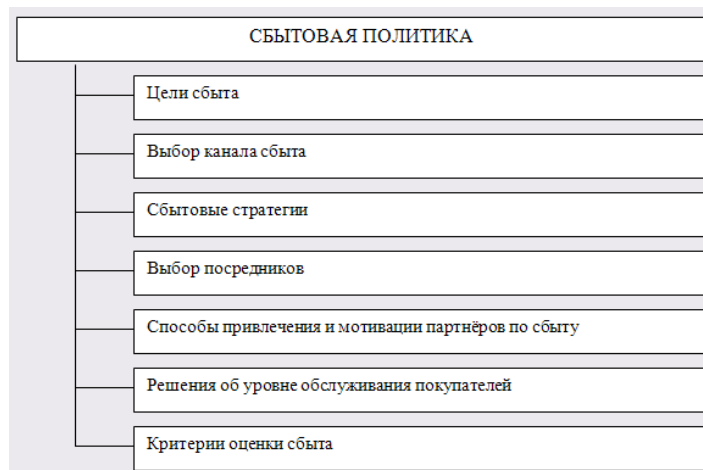 СБЫТОВАЯ ПОЛИТИКА
Цели сбыта
Выбор канала сбыта
Сбытовые стратегии
Выбор посредников
Способы привлечения и мотивации партнёров по сбыту
Решения об уровне обслуживания покупателей
Критерии оценки сбыта